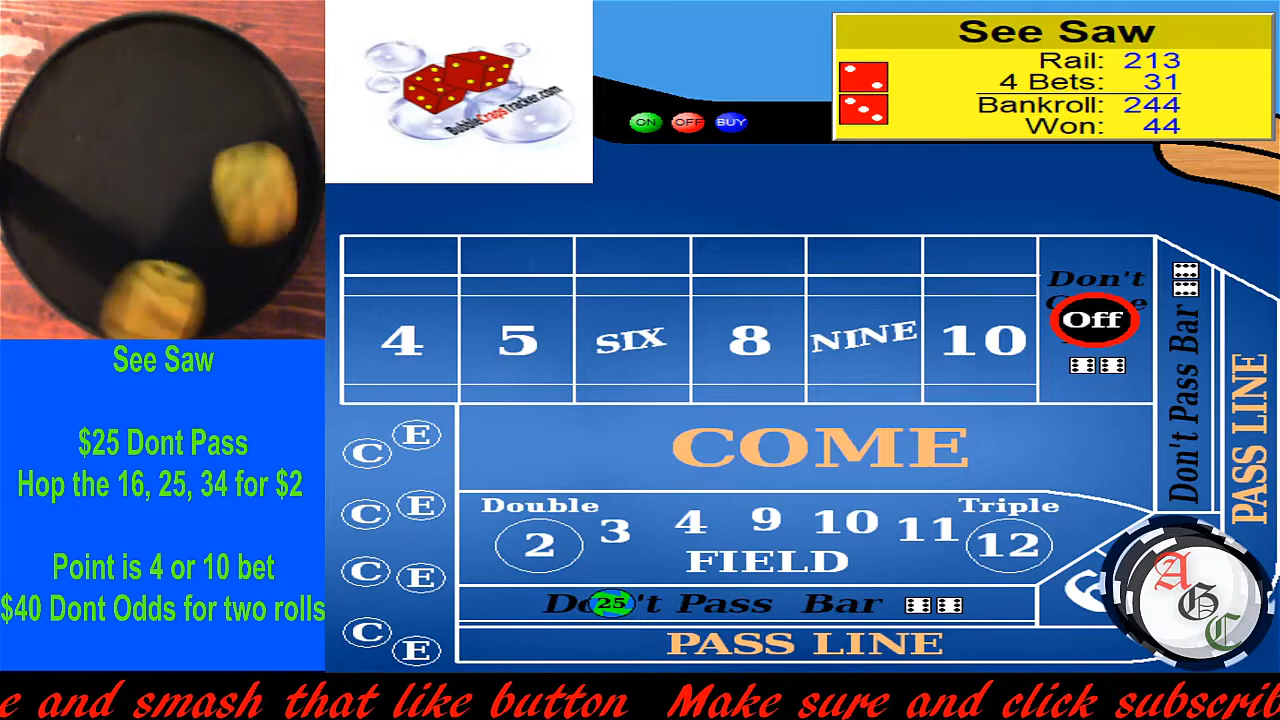 See Saw
$25 Dont Pass
Hop the 16, 25, 34 for $2
Point is 4 or 10 bet
$40 Dont Odds for two rolls
BubbleCrapsTracker.com
ON OFF BUY
See Saw
Rail: 213
4 Bets: 31
Bankroll: 244
Won: 44
4 5 SIX 8 NINE 10
Don't
Off
Don't Pass Bar
PASS LINE
C E
C E
C E
C E
COME
Double
2 3 4 9 10 11
Triple
12
FIELD
25
Pass Bar
PASS LINE
AGC
e and smash that like button Make sure and click subscrib